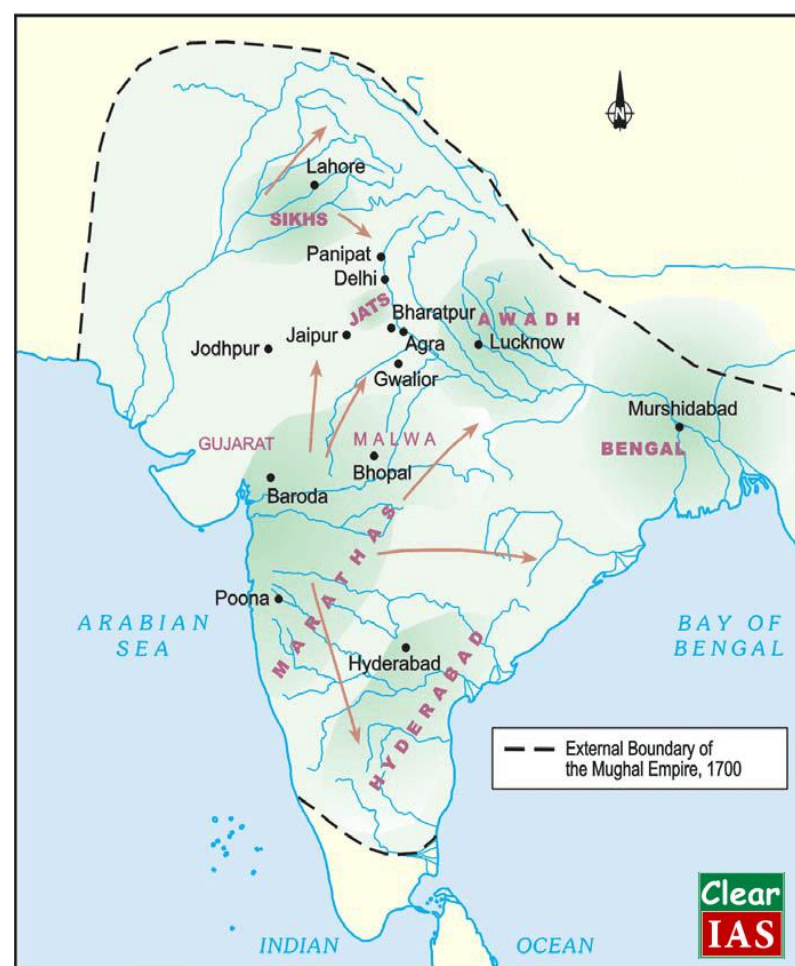 N
Lahore
SIKHS
Panipat
Delhi
JATS
Bharatpur
AWADH
Jaipur
Agra
Lucknow
Jodhpur
Gwalior
Murshidabad
GUJARAT
MALWA
BENGAL
Bhopal
Baroda
MARATHAS
Poona
ARABIAN
SEA
BAY OF
BENGAL
Hyderabad
HYDERABAD
External Boundary of
the Mughal Empire, 1700
Clear
IAS
INDIAN
OCEAN